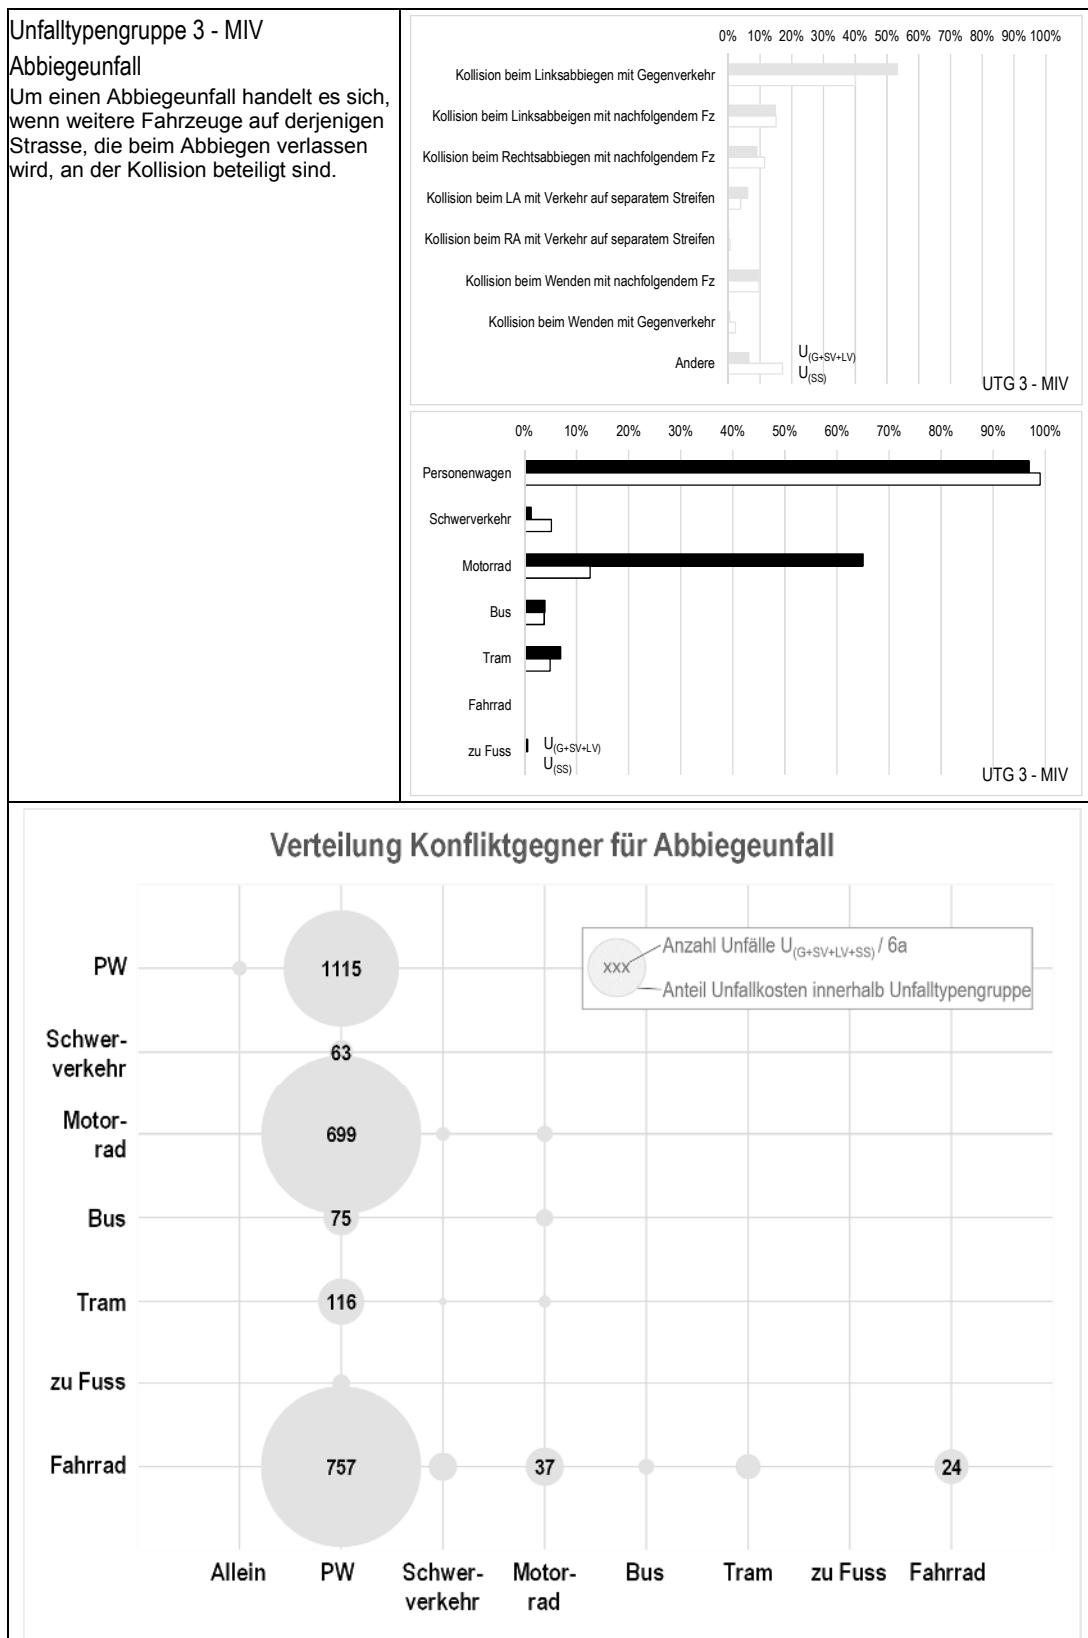 Unfalltypengruppe 3 - MIV
Abbiegeunfall
Um einen Abbiegeunfall handelt es sich,
wenn weitere Fahrzeuge auf derjenigen
Strasse, die beim Abbiegen verlassen
wird, an der Kollision beteiligt sind.
0% 10% 20% 30% 40% 50% 60% 70% 80% 90% 100%
Kollision beim Linksabbiegen mit Gegenverkehr
Kollision beim Linksabbeigen mit nachfolgendem Fz
Kollision beim Rechtsabbiegen mit nachfolgendem Fz
Kollision beim LA mit Verkehr auf separatem Streifen
Kollision beim RA mit Verkehr auf separatem Streifen
Kollision beim Wenden mit nachfolgendem Fz
Kollision beim Wenden mit Gegenverkehr
Andere
U(G+SV+LV)
U(SS)
UTG 3 - MIV
0% 10% 20% 30% 40% 50% 60% 70% 80% 90% 100%
Personenwagen
Schwerverkehr
Motorrad
Bus
Tram
Fahrrad
zu Fuss
U(G+SV+LV)
U(SS)
UTG 3 - MIV
Verteilung Konfliktgegner für Abbiegeunfall
xxx
Anzahl Unfälle U(G+SV+LV+SS) / 6a
Anteil Unfallkosten innerhalb Unfalltypengruppe
PW 1115
Schwer-
verkehr
63
Motor-
rad
699
Bus 75
Tram 116
zu Fuss
Fahrrad 757 37 24
Allein PW Schwer- Motor- Bus Tram zu Fuss Fahrrad
verkehr rad